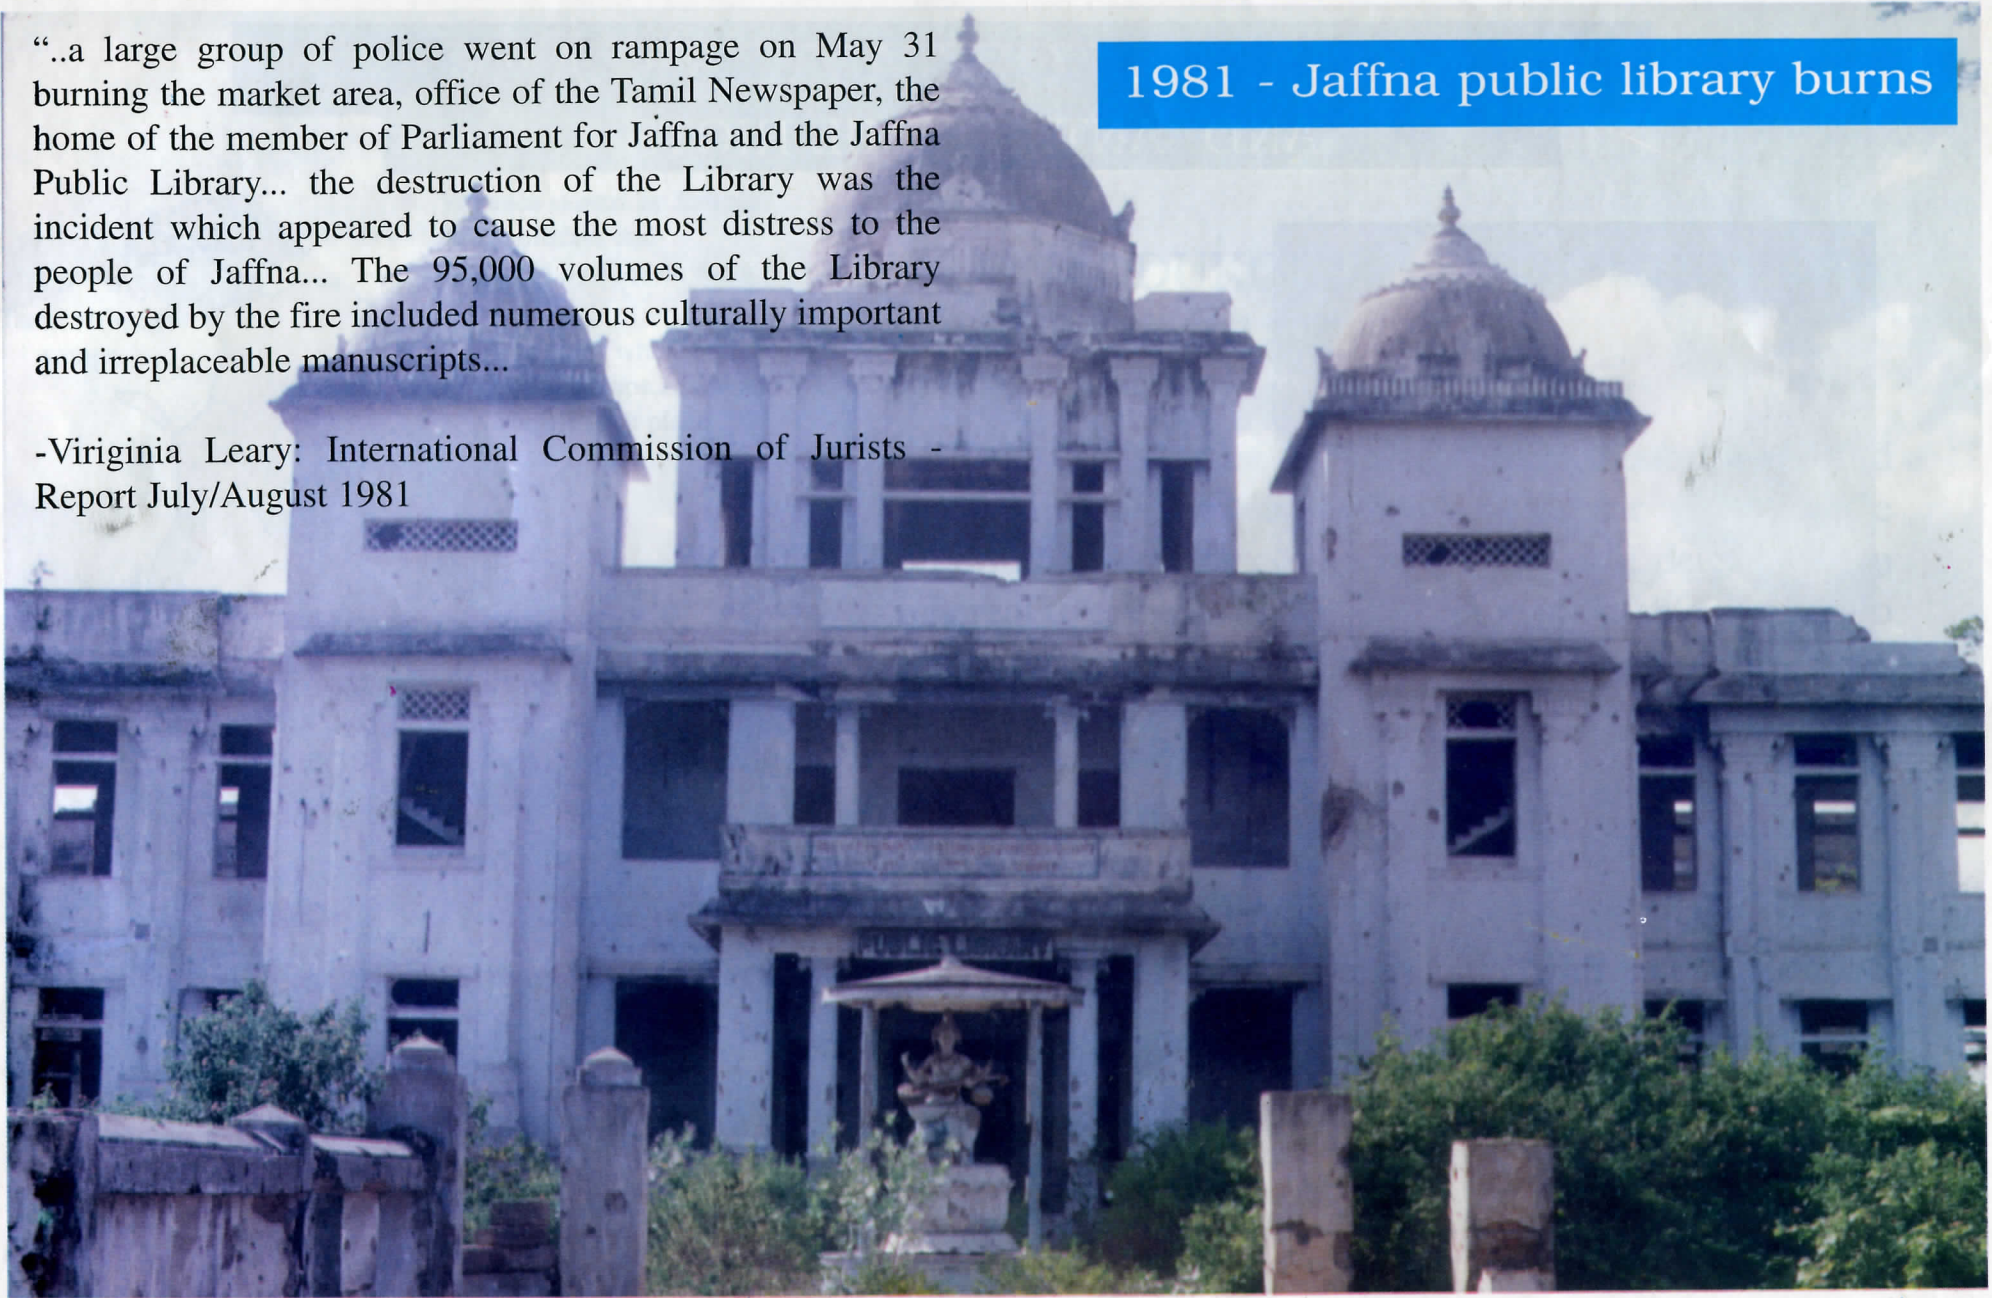 “..a large group of police went on rampage on May 31
burning the market area, office of the Tamil Newspaper, the
home of the member of Parliament for Jaffna and the Jaffna
Public Library... the destruction of the Library was the
incident which appeared to cause the most distress to the
people of Jaffna... The 95,000 volumes of the Library
destroyed by the fire included numerous culturally important
and irreplaceable manuscripts...
-Viriginia Leary: International Commission of Jurists -
Report July/August 1981
1981 - Jaffna public library burns
PUBLIC LIBRARY